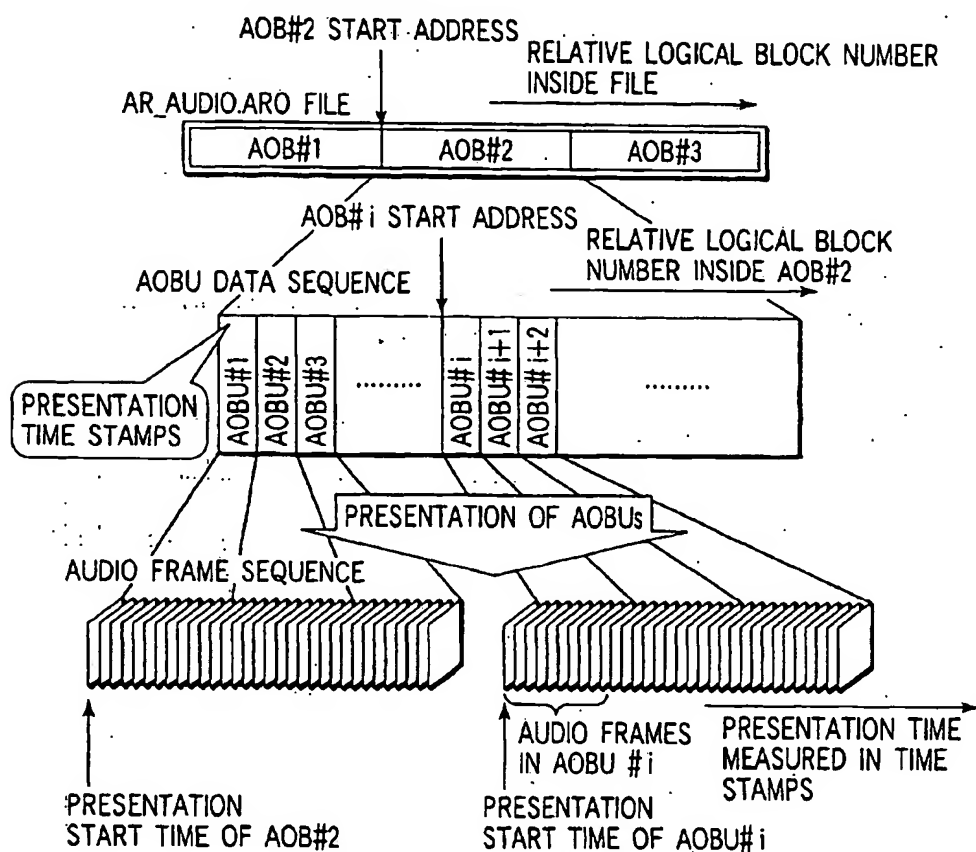 AOB#2 START ADDRESS
RELATIVE LOGICAL BLOCK NUMBER
INSIDE FILE
AR_AUDIO.ARO FILE
AOB#1
AOB#2
AOB#3
AOB#i START ADDRESS
RELATIVE LOGICAL BLOCK
NUMBER INSIDE AOB#2
AOBU DATA SEQUENCE
AOBU#1
AOBU#2
AOBU#3
.........
AOBU#i
AOBU#i+1
AOBU#i+2
.........
PRESENTATION
TIME STAMPS
PRESENTATION OF AOBUs
AUDIO FRAME SEQUENCE
AUDIO FRAMES
IN AOBU #i
PRESENTATION TIME
MEASURED IN TIME
STAMPS
PRESENTATION
START TIME OF AOB#2
PRESENTATION
START TIME OF AOBU#i